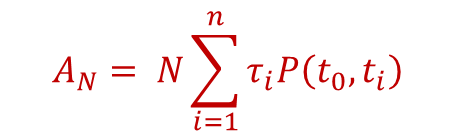 A_N = N \sum_{i=1}^{n} \tau_i P(t_0, t_i)